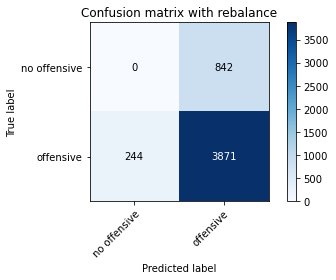 Confusion matrix with rebalance
no offensive
offensive
0
842
244
3871
True label
no offensive
offensive
Predicted label
3500
3000
2500
2000
1500
1000
500
0